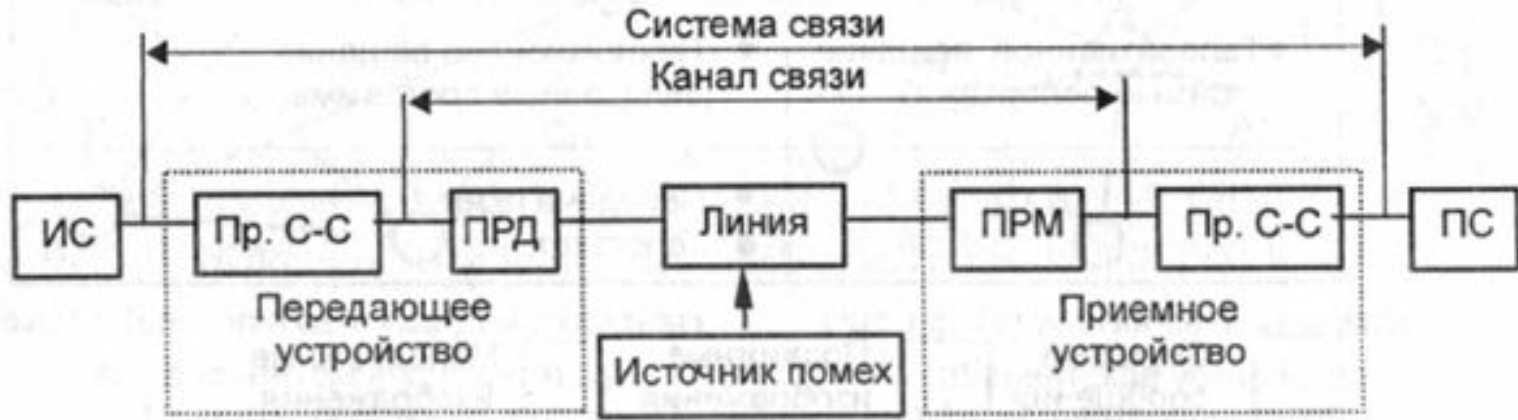 Система связи
Канал связи
ИС
Пр. С-С
ПРД
Линия
ПРМ
Пр. С-С
ПС
Передающее
устройство
Источник помех
Приемное
устройство